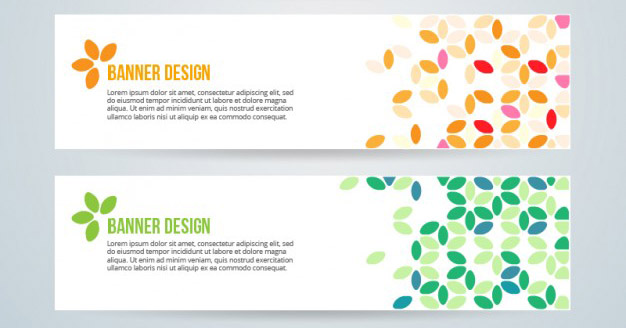 BANNER DESIGN
Lorem ipsum dolor sit amet, consectetur adipiscing elit, sed
do eiusmod tempor incididunt ut labore et dolore magna
aliqua. Ut enim ad minim veniam, quis nostrud exercitation
ullamco laboris nisi ut aliquip ex ea commodo consequat.
BANNER DESIGN
Lorem ipsum dolor sit amet, consectetur adipiscing elit, sed
do eiusmod tempor incididunt ut labore et dolore magna
aliqua. Ut enim ad minim veniam, quis nostrud exercitation
ullamco laboris nisi ut aliquip ex ea commodo consequat.